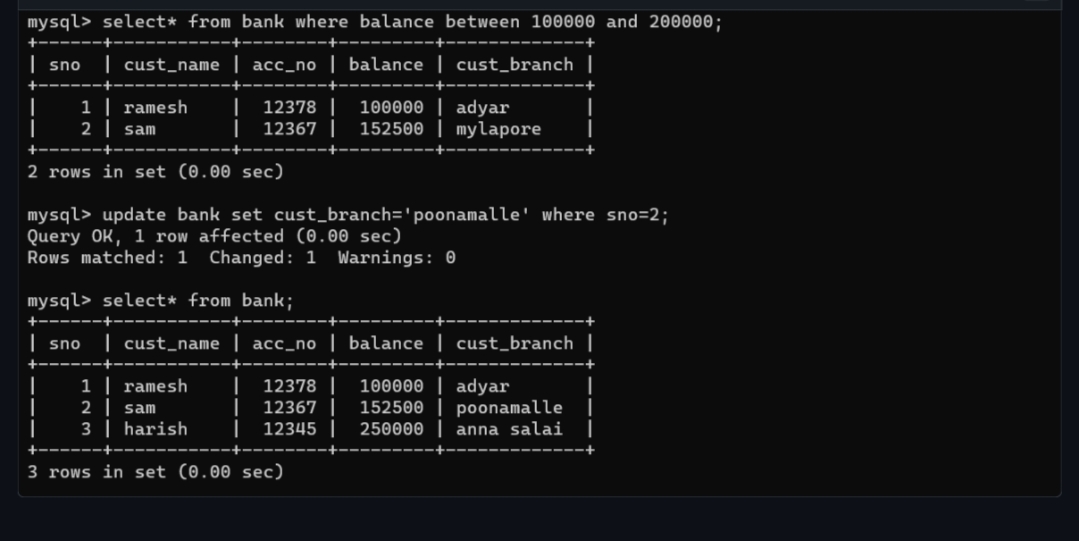 mysql> select* from bank where balance between 100000 and 200000;
+------+-----------+--------+---------+-------------+
| sno  | cust_name | acc_no | balance | cust_branch |
+------+-----------+--------+---------+-------------+
|    1 | ramesh    |  12378 |  100000 | adyar       |
|    2 | sam       |  12367 |  152500 | mylapore    |
+------+-----------+--------+---------+-------------+
2 rows in set (0.00 sec)

mysql> update bank set cust_branch='poonamalle' where sno=2;
Query OK, 1 row affected (0.00 sec)
Rows matched: 1  Changed: 1  Warnings: 0

mysql> select* from bank;
+------+-----------+--------+---------+-------------+
| sno  | cust_name | acc_no | balance | cust_branch |
+------+-----------+--------+---------+-------------+
|    1 | ramesh    |  12378 |  100000 | adyar       |
|    2 | sam       |  12367 |  152500 | poonamalle  |
|    3 | harish    |  12345 |  250000 | anna salai  |
+------+-----------+--------+---------+-------------+
3 rows in set (0.00 sec)